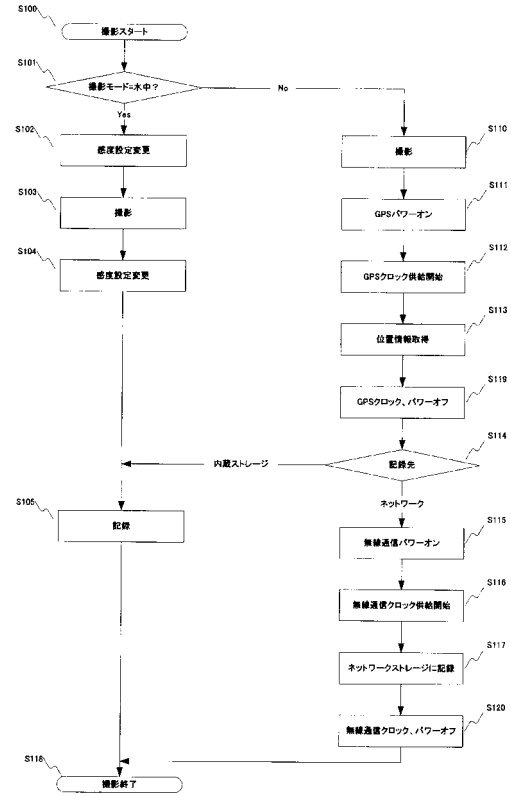 S100
撮影スタート
S101
撮影モード=水中?
No
Yes
S102
感度設定変更
S110
撮影
S103
撮影
S111
GPSパワーオン
S104
感度設定変更
S112
GPSクロック供給開始
S113
位置情報取得
S119
GPSクロック、パワーオフ
S114
記録先
内蔵ストレージ
ネットワーク
S105
記録
S115
無線通信パワーオン
S116
無線通信クロック供給開始
S117
ネットワークストレージに記録
S120
無線通信クロック、パワーオフ
S118
撮影終了